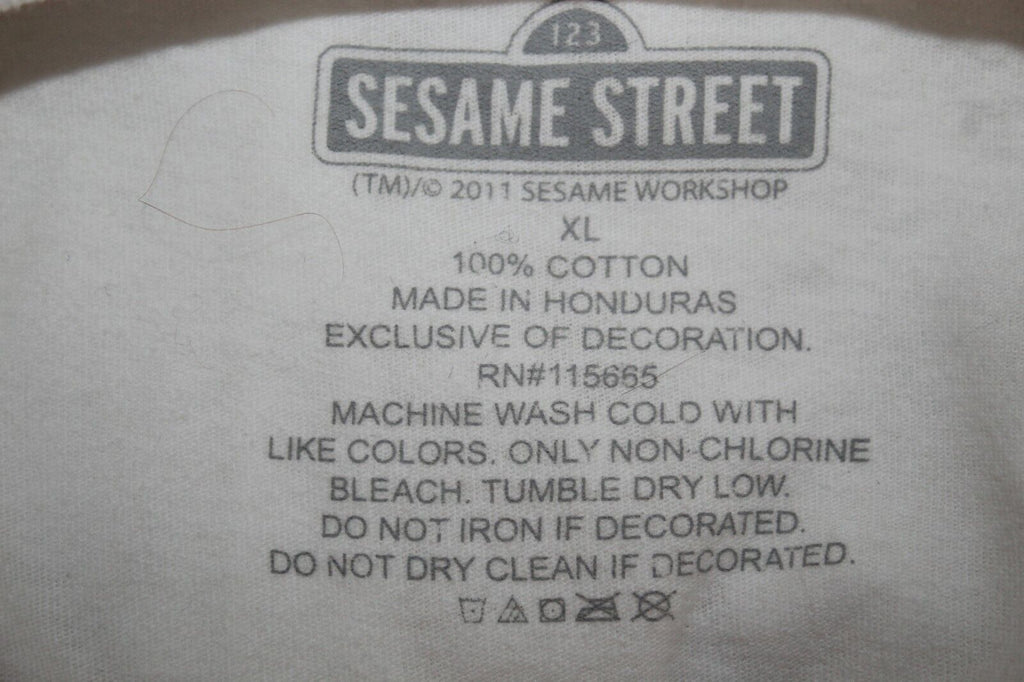 123
SESAME STREET
(TM)/© 2011 SESAME WORKSHOP
XL
100% COTTON
MADE IN HONDURAS
EXCLUSIVE OF DECORATION.
RN#115665
MACHINE WASH COLD WITH
LIKE COLORS. ONLY NON-CHLORINE
BLEACH. TUMBLE DRY LOW.
DO NOT IRON IF DECORATED.
DO NOT DRY CLEAN IF DECORATED.